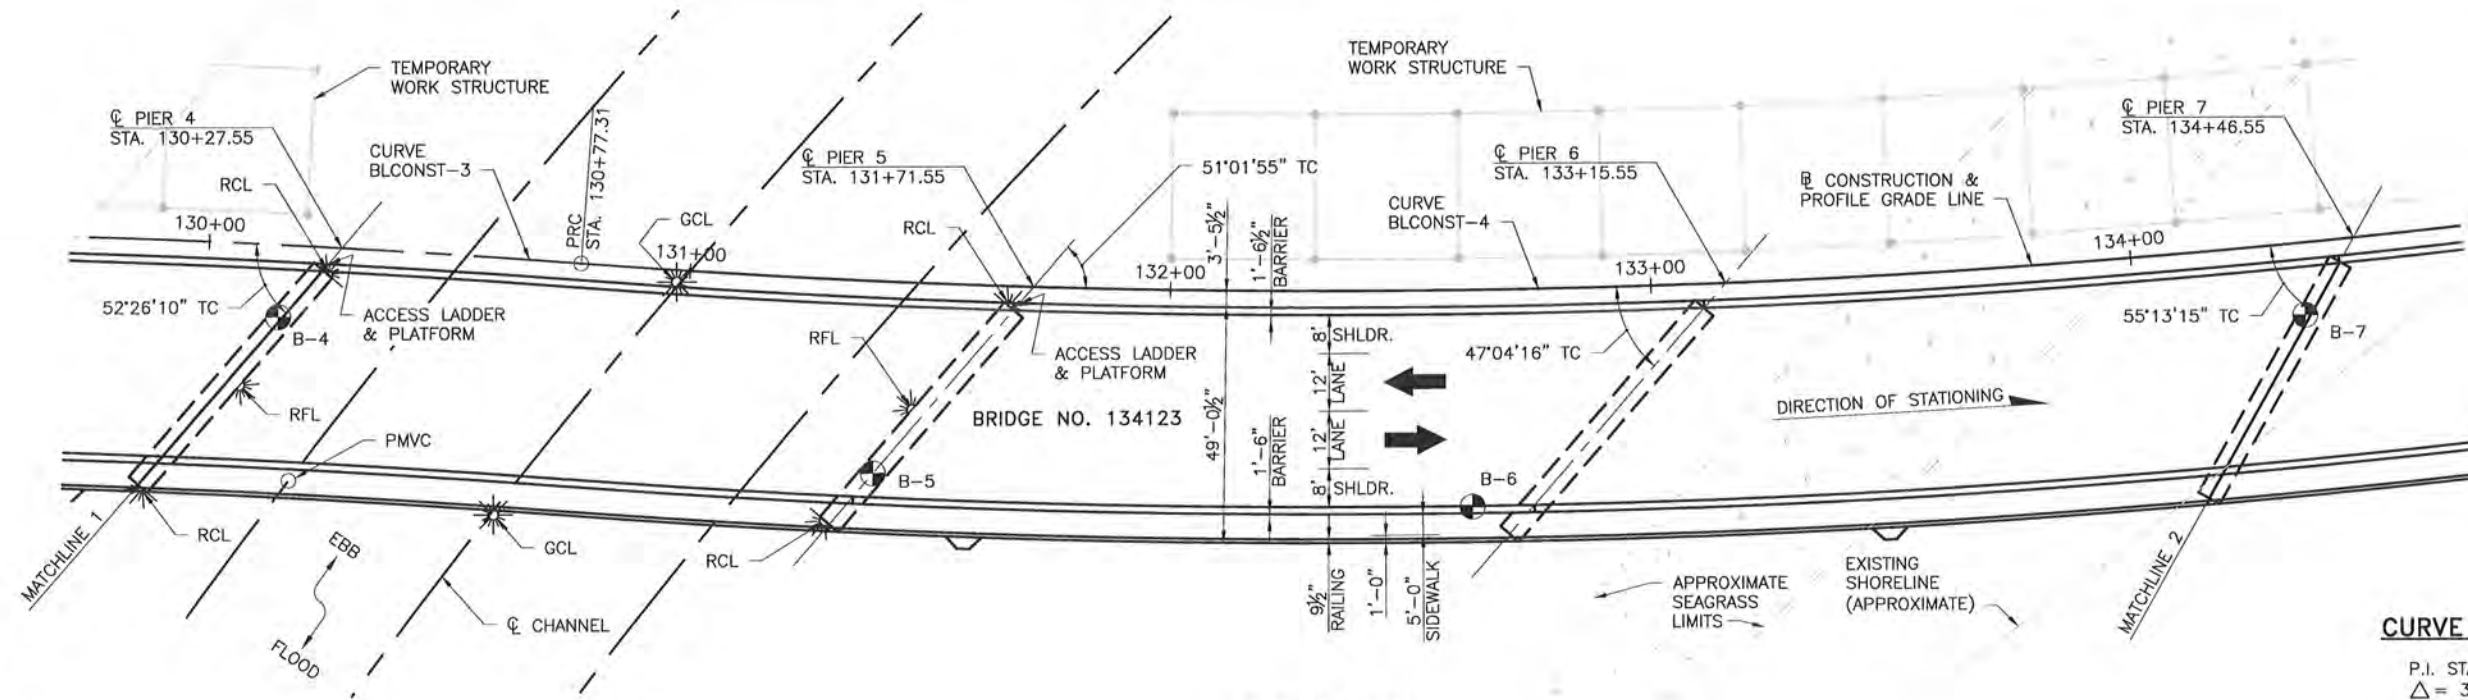 TEMPORARY
WORK STRUCTURE
℄ PIER 4
STA. 130+27.55
CURVE
BLCONST-3
PRC
STA. 130+77.31
RCL
130+00
GCL
131+00
℄ PIER 5
STA. 131+71.55
51°01'55" TC
RCL
132+00
3'-5½"
1'-6½"
BARRIER
TEMPORARY
WORK STRUCTURE
℄ PIER 6
STA. 133+15.55
CURVE
BLCONST-4
133+00
℄ PIER 7
STA. 134+46.55
B CONSTRUCTION &
PROFILE GRADE LINE
134+00
52°26'10" TC
ACCESS LADDER
& PLATFORM
B-4
RFL
RFL
ACCESS LADDER
& PLATFORM
BRIDGE NO. 134123
8'
SHLDR.
12'
LANE
12'
LANE
8'
SHLDR.
49'-0½"
1'-6"
BARRIER
47°04'16" TC
55°13'15" TC
B-7
DIRECTION OF STATIONING
PMVC
B-5
B-6
MATCHLINE 1
RCL
EBB
FLOOD
GCL
RCL
℄ CHANNEL
9½"
RAILING
1'-0"
5'-0"
SIDEWALK
APPROXIMATE
SEAGRASS
LIMITS
EXISTING
SHORELINE
(APPROXIMATE)
MATCHLINE 2
CURVE
P.I.
Δ = 3